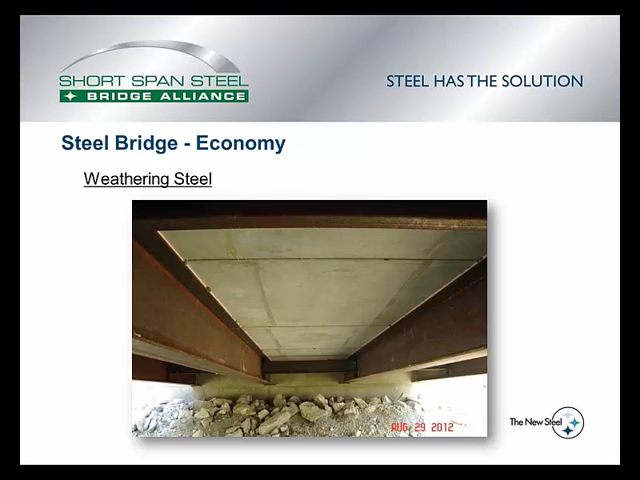 SHORT SPAN STEEL
BRIDGE ALLIANCE
STEEL HAS THE SOLUTION
Steel Bridge - Economy
Weathering Steel
AUG 29 2012
The New Steel